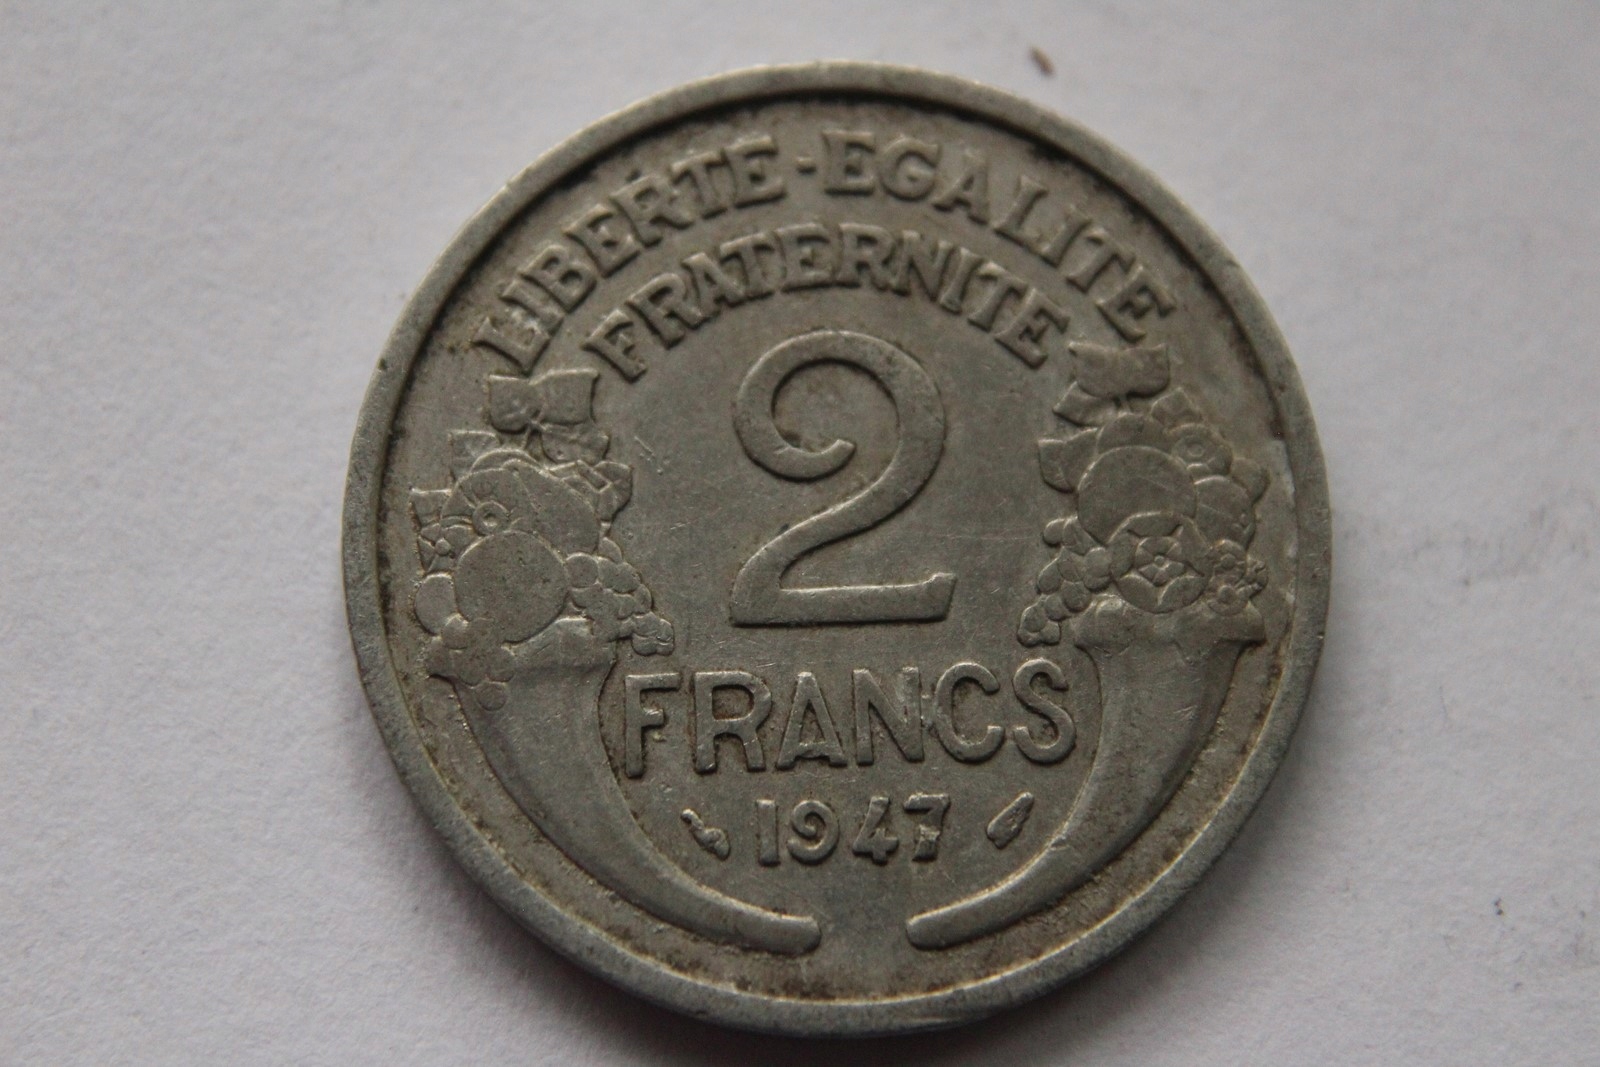 LIBERTE-EGALITE
FRATERNITE
2
FRANCS
1947